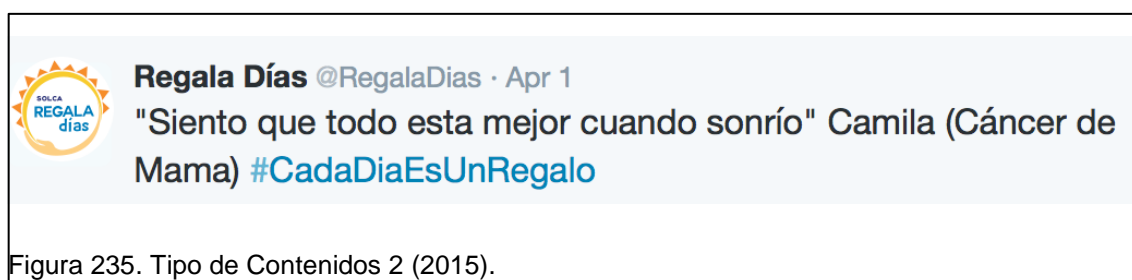 Regala Días @RegalaDias · Apr 1
SOLCA
REGALA
días
"Siento que todo esta mejor cuando sonrío" Camila (Cáncer de
Mama) #CadaDiaEsUnRegalo
Figura 235. Tipo de Contenidos 2 (2015).